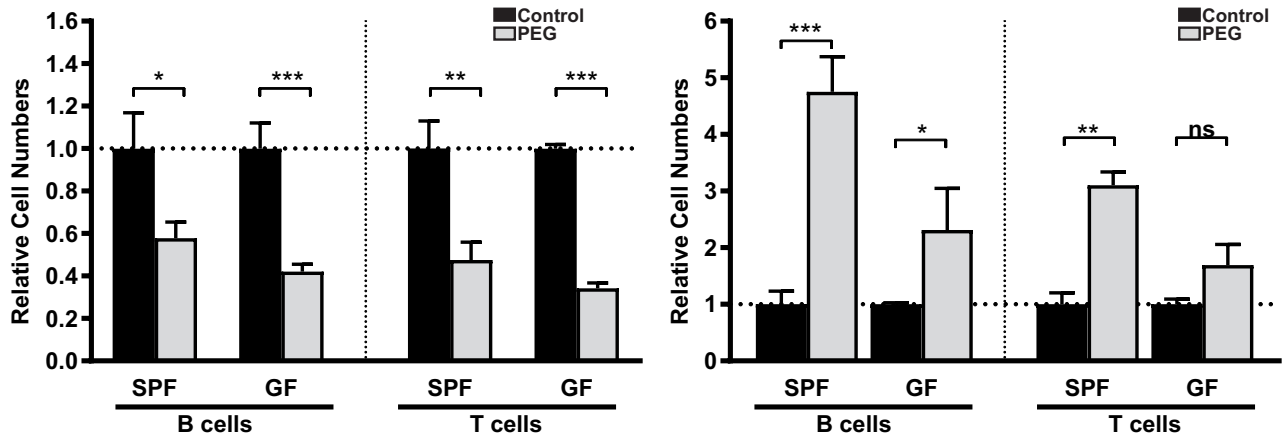 Control
PEG
Relative Cell Numbers
1.6
1.4
1.2
1.0
0.8
0.6
0.4
0.2
0.0
*
***
**
***
SPF
GF
SPF
GF
B cells
T cells
Control
PEG
Relative Cell Numbers
6
5
4
3
2
1
0
***
*
**
ns
SPF
GF
SPF
GF
B cells
T cells